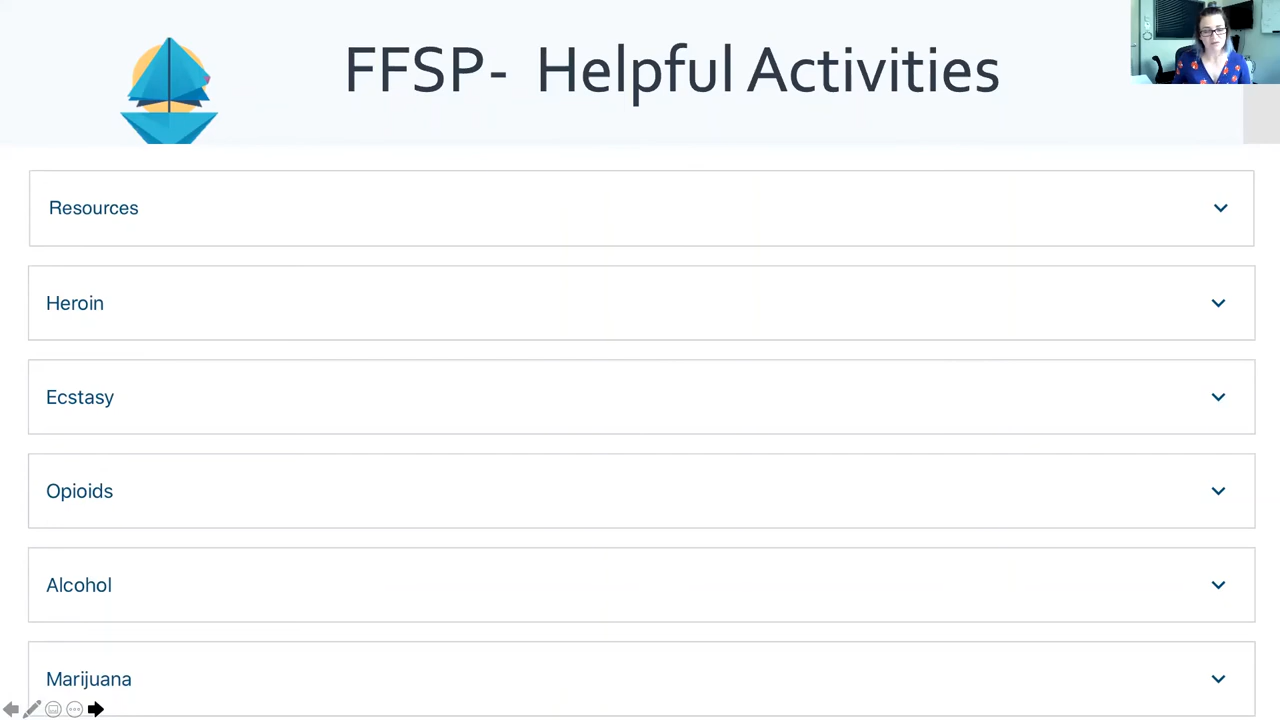 FFSP- Helpful Activities
Resources
Heroin
Ecstasy
Opioids
Alcohol
Marijuana